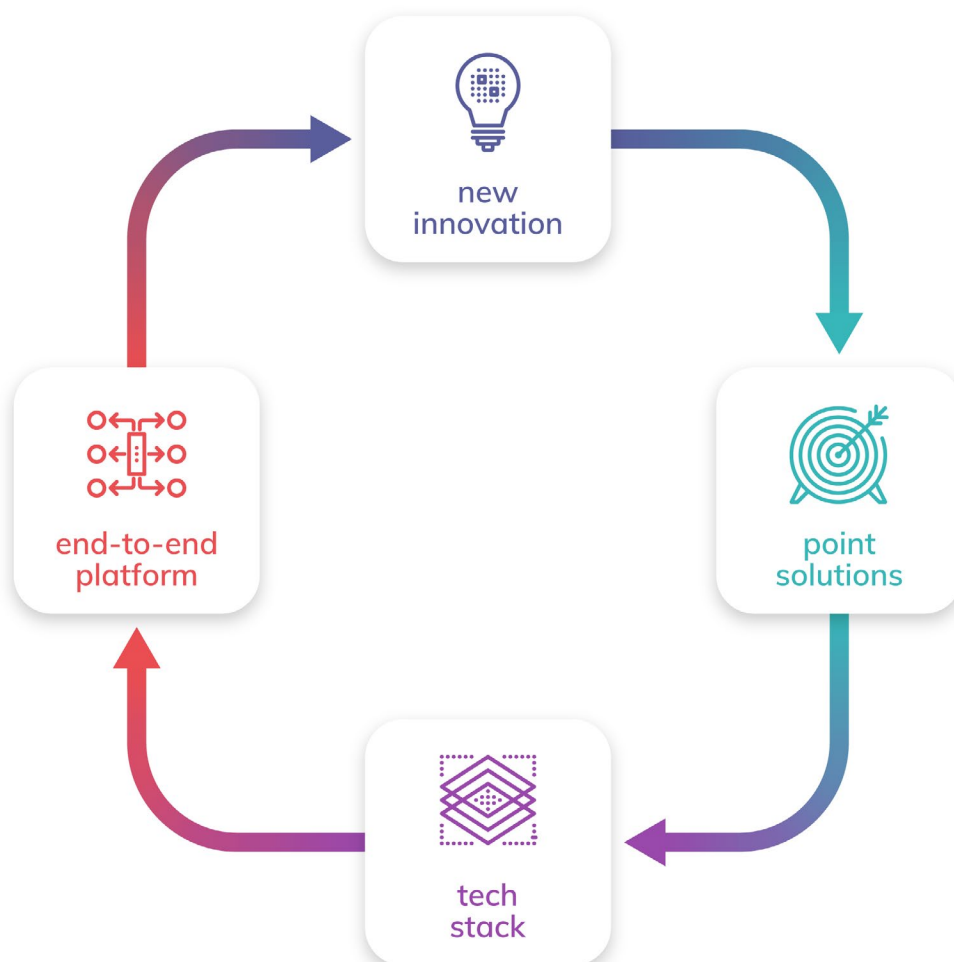 new
innovation
point
solutions
tech
stack
end-to-end
platform